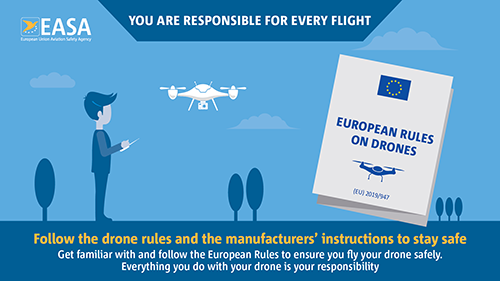 EASA
European Union Aviation Safety Agency
YOU ARE RESPONSIBLE FOR EVERY FLIGHT
EUROPEAN RULES
ON DRONES
(EU) 2019/947
Follow the drone rules and the manufacturers' instructions to stay safe
Get familiar with and follow the European Rules to ensure you fly your drone safely.
Everything you do with your drone is your responsibility